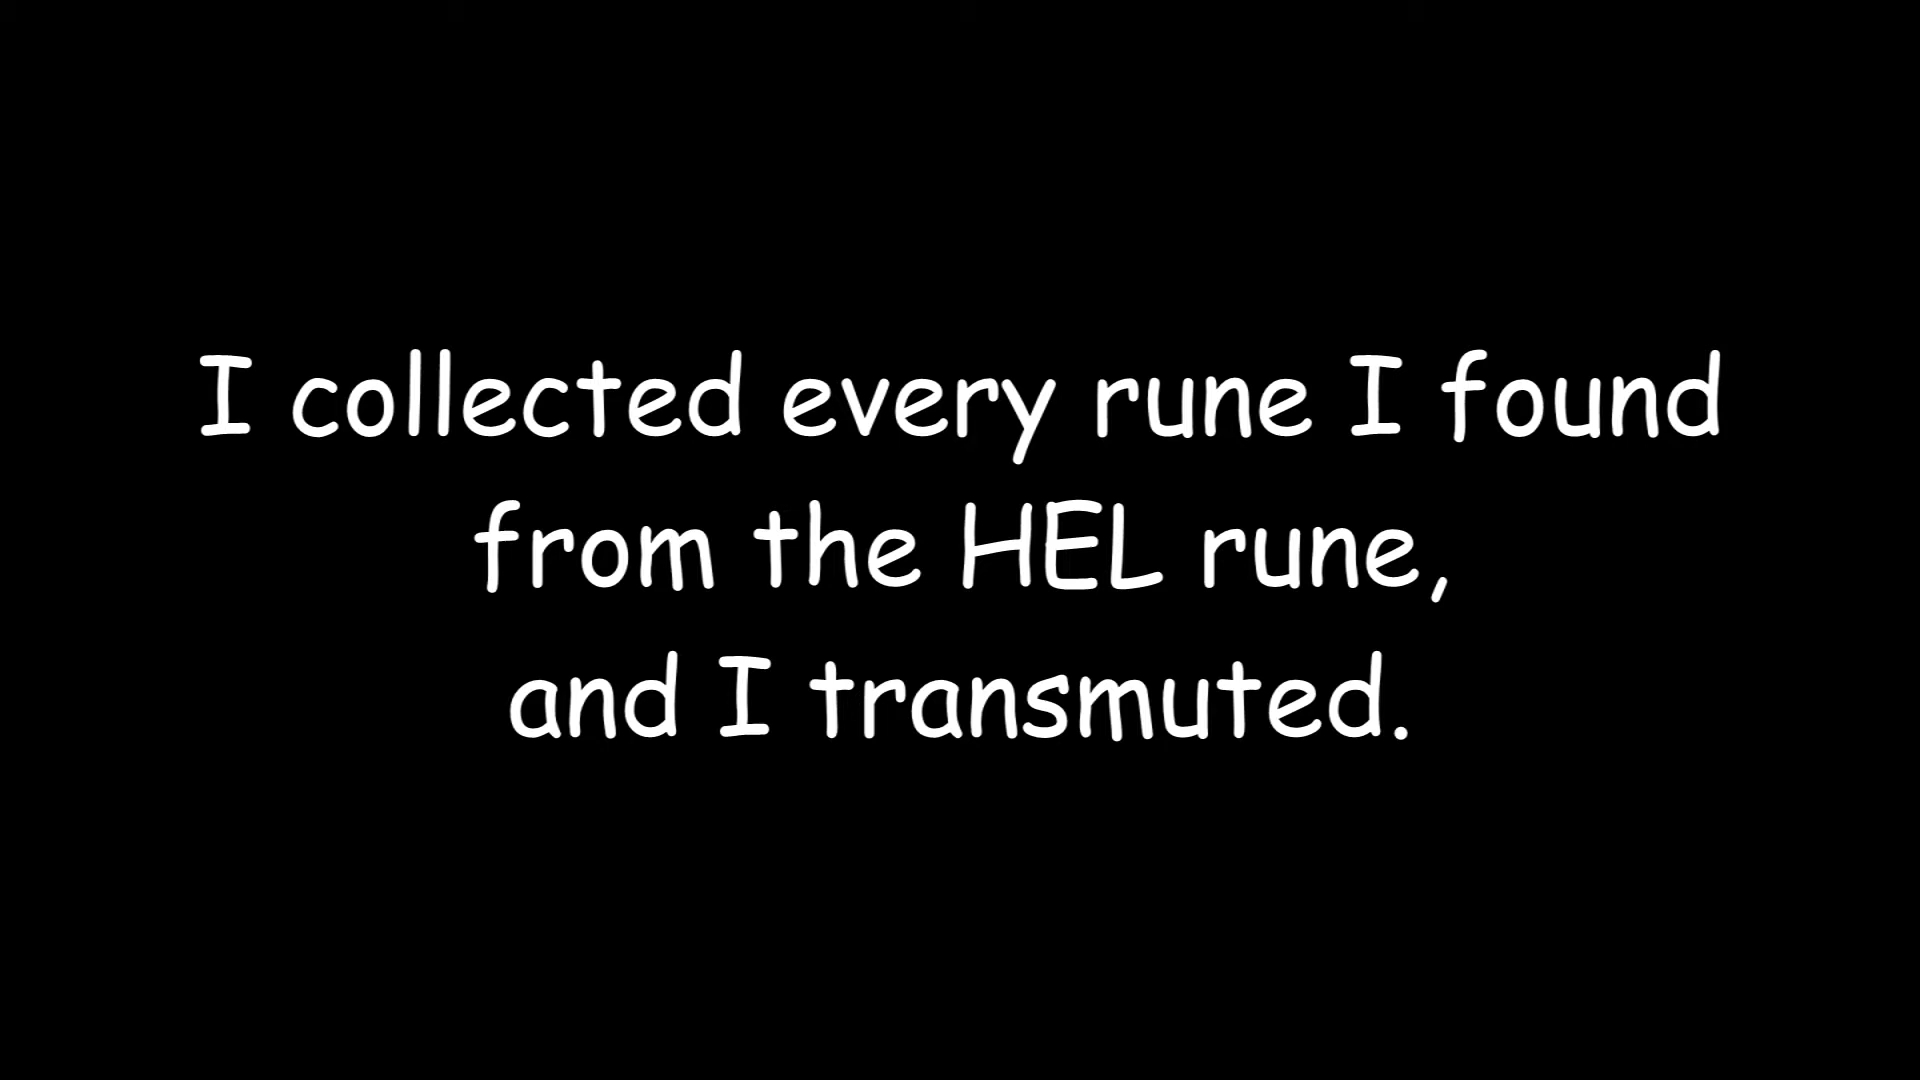 I collected every rune I found
from the HEL rune,
and I transmuted.